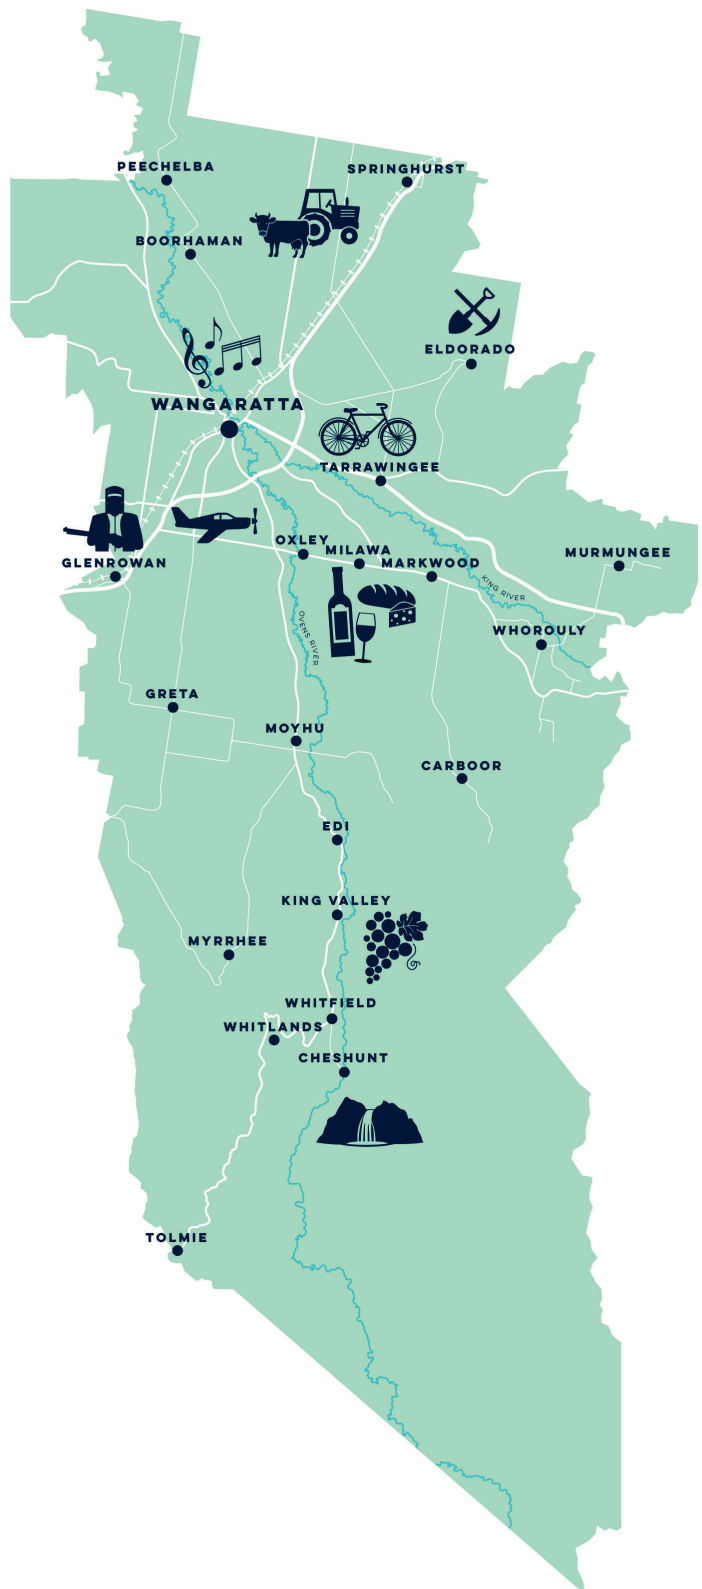 PEECHELBA
SPRINGHURST
BOORHAMAN
ELDORADO
WANGARATTA
TARRAWINGEE
OXLEY
MILAWA
MARKWOOD
MURMUNGEE
GLENROWAN
KING RIVER
WHOROULY
OVENS RIVER
GRETA
MOYHU
CARBOOR
EDI
KING VALLEY
MYRRHEE
WHITFIELD
WHITLANDS
CHESHUNT
TOLMIE